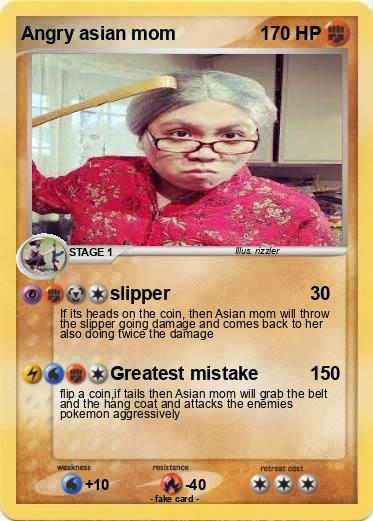 Angry asian mom 170 HP
STAGE 1
Illus. rizzler
slipper 30
If its heads on the coin, then Asian mom will throw
the slipper going damage and comes back to her
also doing twice the damage
Greatest mistake 150
flip a coin,if tails then Asian mom will grab the belt
and the hang coat and attacks the enemies
pokemon aggressively
weakness resistance retreat cost
+10 -40
- fake card -